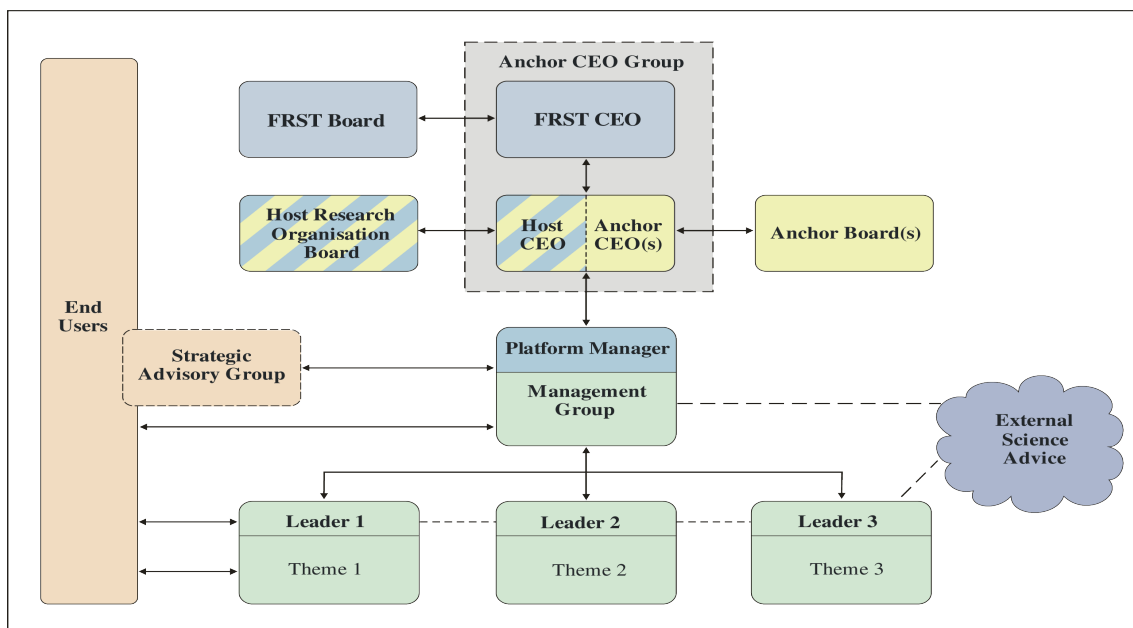 Anchor CEO Group
FRST Board
FRST CEO
Host Research
Organisation
Board
Host
CEO
Anchor
CEO(s)
Anchor Board(s)
End
Users
Strategic
Advisory Group
Platform Manager
Management
Group
External
Science
Advice
Leader 1
Theme 1
Leader 2
Theme 2
Leader 3
Theme 3